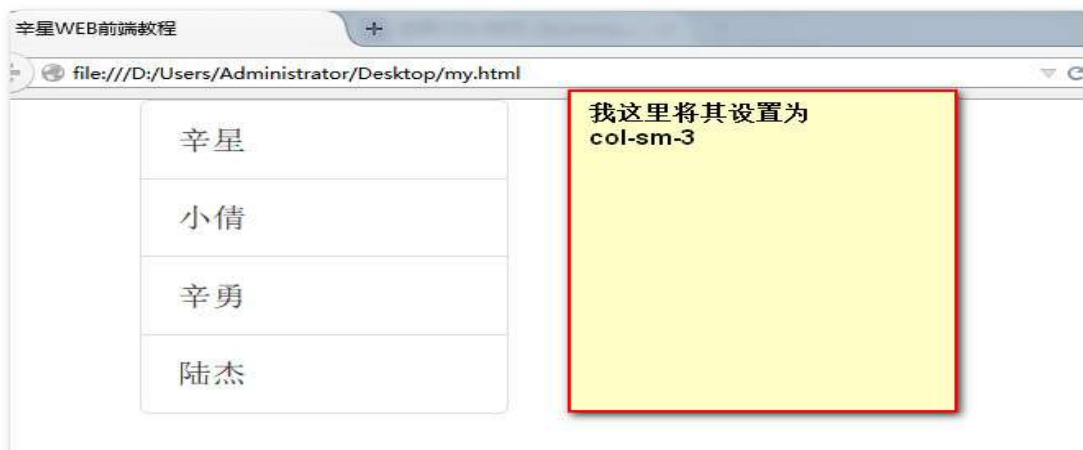 辛星WEB前端教程
+
file:///D:/Users/Administrator/Desktop/my.html
辛星
小倩
辛勇
陆杰
我这里将其设置为
col-sm-3